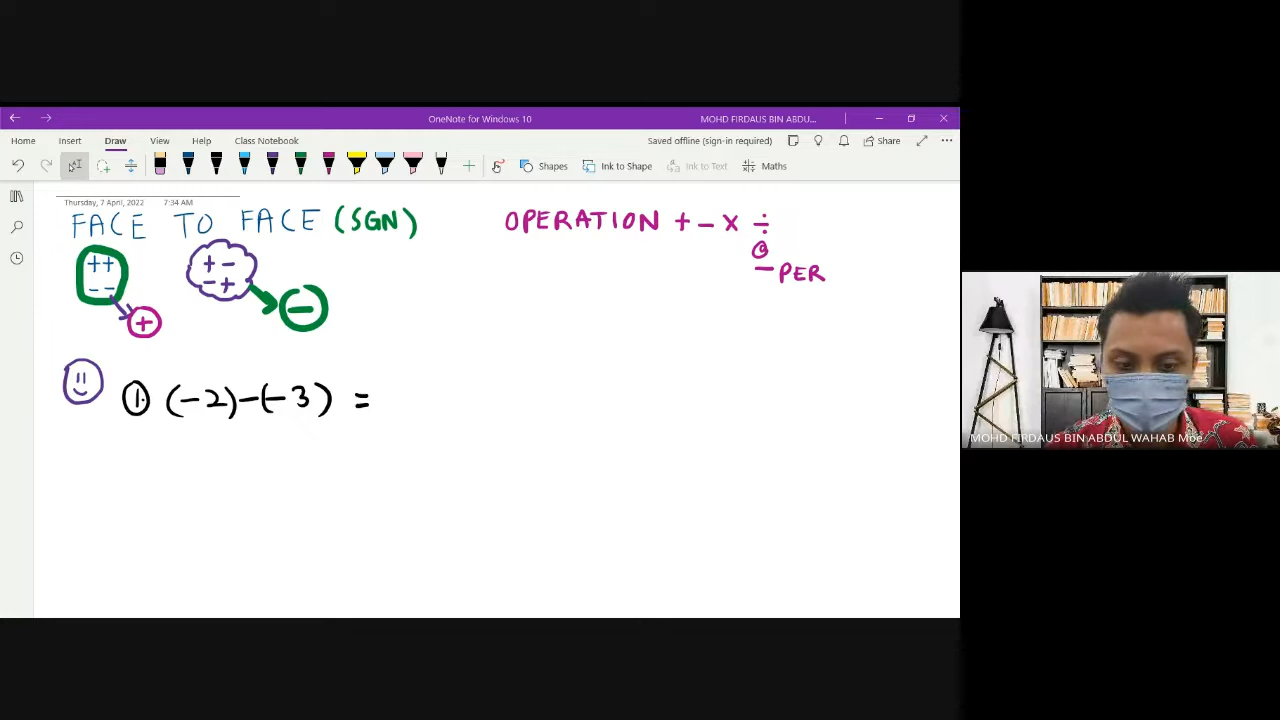 OneNote for Windows 10
MOHD FIRDAUS BIN ABDU...
Home Insert Draw View Help Class Notebook
Saved offline (sign-in required)
Share
Shapes
Ink to Shape
Ink to Text
Maths
Thursday, 7 April, 2022 7:34 AM
FACE TO FACE (SGN)
OPERATION + - × ÷
@
- PER
++
--
+
+ -
- +
-
① (-2)-(-3) =
MOHD FIRDAUS BIN ABDUL WAHAB Moe